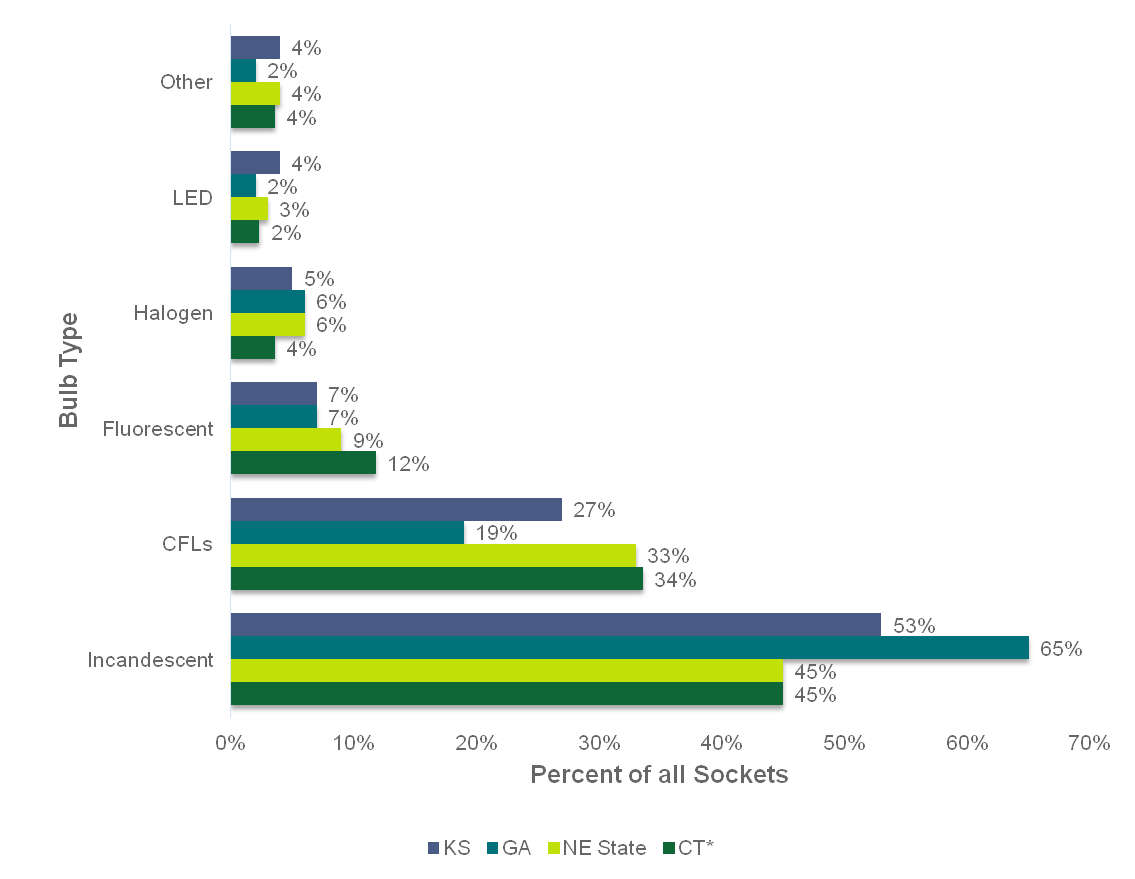 Other
4%
2%
4%
4%
LED
4%
2%
3%
2%
Halogen
5%
6%
6%
4%
Bulb Type
Fluorescent
7%
7%
9%
12%
CFLs
27%
19%
33%
34%
Incandescent
53%
65%
45%
45%
0% 10% 20% 30% 40% 50% 60% 70%
Percent of all Sockets
KS GA NE State CT*